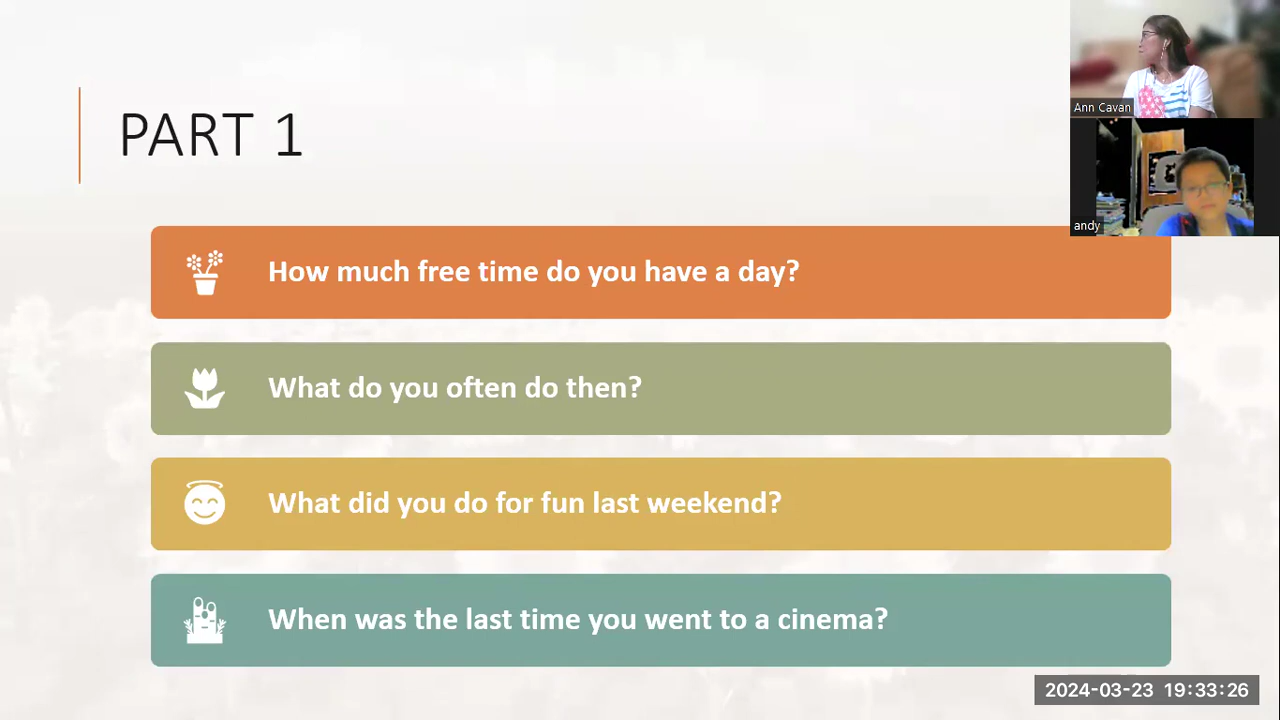 PART 1
Ann Cavan
andy
How much free time do you have a day?
What do you often do then?
What did you do for fun last weekend?
When was the last time you went to a cinema?
2024-03-23 19:33:26